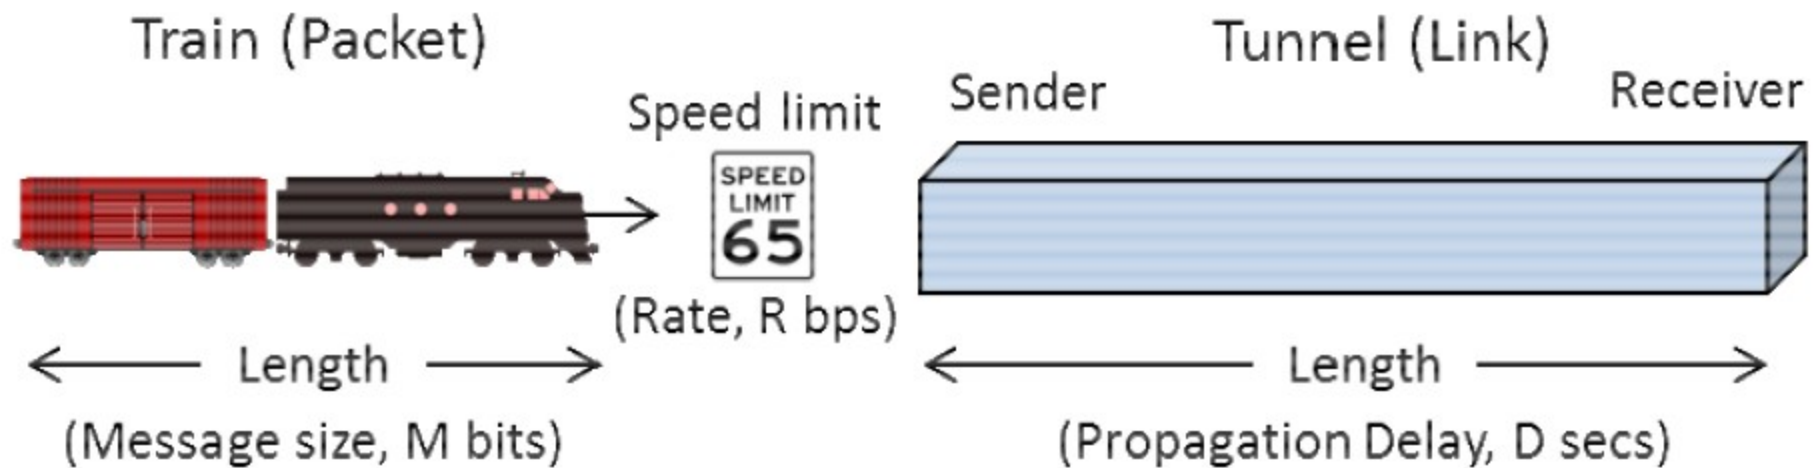 Train (Packet)
Tunnel (Link)
Sender
Receiver
Speed limit
SPEED
LIMIT
65
(Rate, R bps)
Length
Length
(Message size, M bits)
(Propagation Delay, D secs)